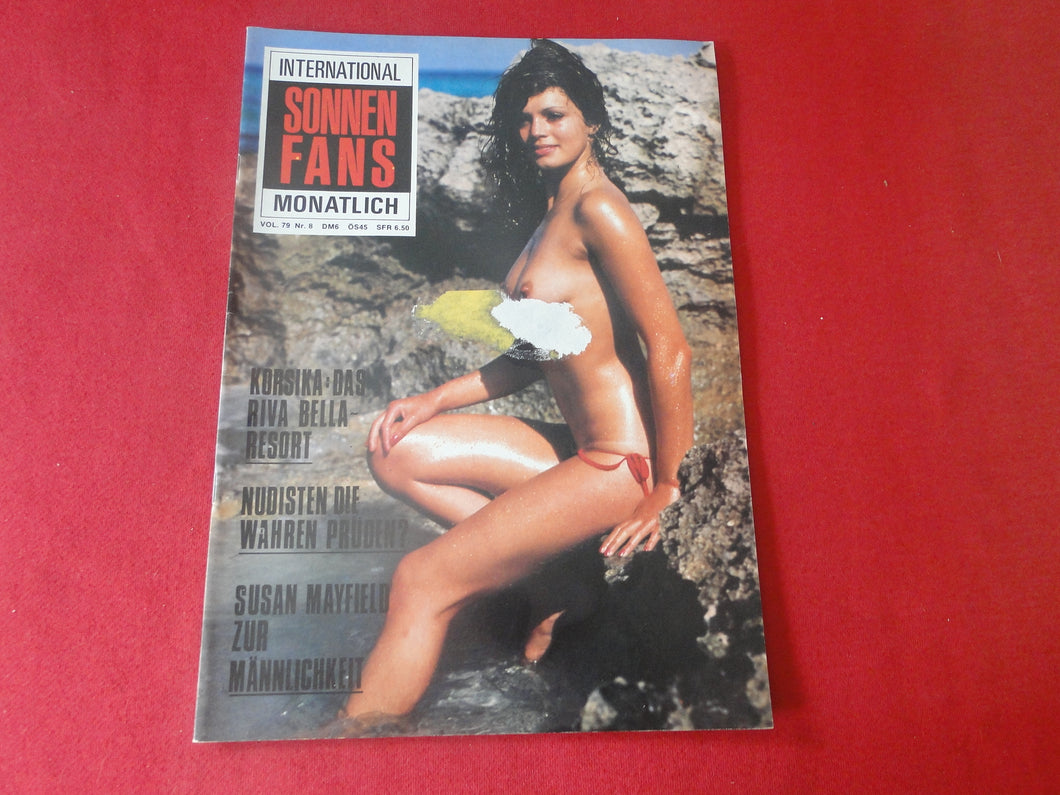 INTERNATIONAL
SONNEN
FANS
MONATLICH
VOL. 79 Nr. 8 DM6 ÖS45 SFR 6.50
KORSIKA: DAS
RIVA BELLA-
RESORT
NUDISTEN DIE
WAHREN PRÜDEN?
SUSAN MAYFIELD
ZUR
MÄNNLICHKEIT